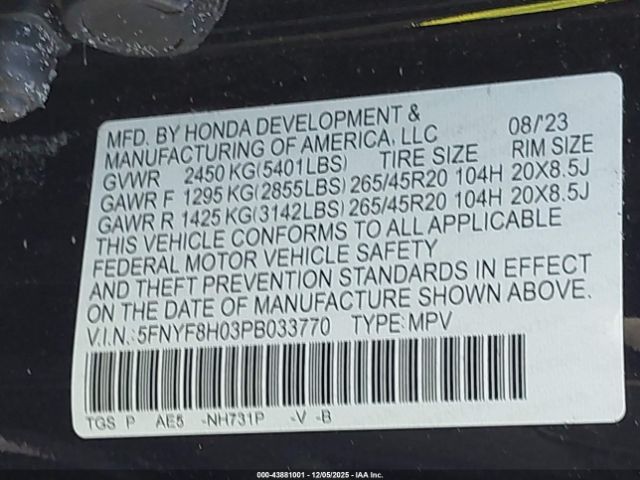 MFD. BY HONDA DEVELOPMENT &
MANUFACTURING OF AMERICA, LLC 08/'23
GVWR 2450 KG(5401LBS) TIRE SIZE RIM SIZE
GAWR F 1295 KG(2855LBS) 265/45R20 104H 20X8.5J
GAWR R 1425 KG(3142LBS) 265/45R20 104H 20X8.5J
THIS VEHICLE CONFORMS TO ALL APPLICABLE
FEDERAL MOTOR VEHICLE SAFETY
AND THEFT PREVENTION STANDARDS IN EFFECT
ON THE DATE OF MANUFACTURE SHOWN ABOVE.
V.I.N.:5FNYF8H03PB033770 TYPE:MPV
TGS P AE5 -NH731P -V -B
000-43881001 - 12/05/2025 - IAA Inc.